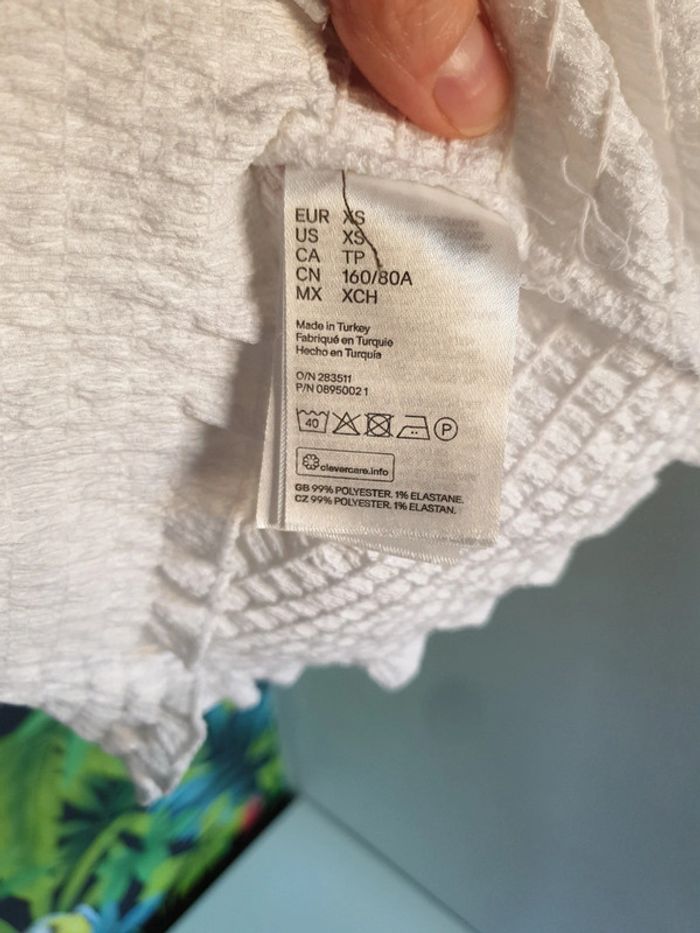 EUR XS
US XS
CA TP
CN 160/80A
MX XCH
Made in Turkey
Fabriqué en Turquie
Hecho en Turquía
O/N 283511
P/N 08950021
40
P
clevercare.info
GB 99% POLYESTER. 1% ELASTANE.
CZ 99% POLYESTER. 1% ELASTAN.